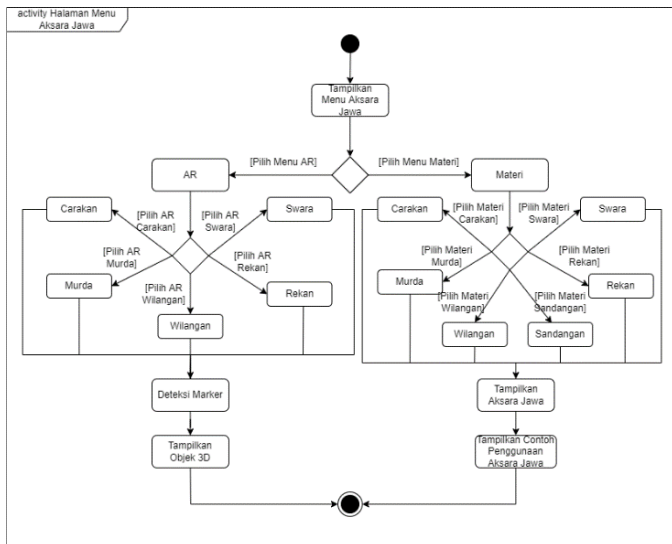 activity Halaman Menu
Aksara Jawa
Tampilkan
Menu Aksara
Jawa
[Pilih Menu AR]
[Pilih Menu Materi]
AR
Materi
Carakan
[Pilih AR
Carakan]
[Pilih AR
Swara]
Swara
Carakan
[Pilih Materi
Carakan]
[Pilih Materi
Swara]
Swara
[Pilih AR
Murda]
[Pilih AR
Rekan]
[Pilih Materi
Murda]
[Pilih Materi
Rekan]
Murda
[Pilih AR
Wilangan]
Rekan
Murda
[Pilih Materi
Wilangan]
[Pilih Materi
Sandangan]
Rekan
Wilangan
Wilangan
Sandangan
Deteksi Marker
Tampilkan
Aksara Jawa
Tampilkan
Objek 3D
Tampilkan Contoh
Penggunaan
Aksara Jawa